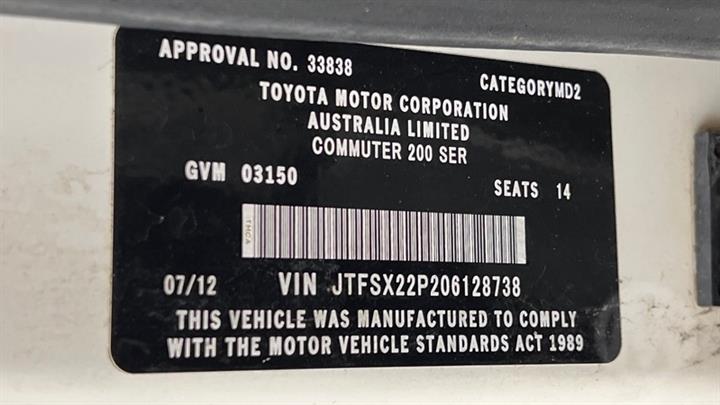 APPROVAL NO. 33838
CATEGORYMD2
TOYOTA MOTOR CORPORATION
AUSTRALIA LIMITED
COMMUTER 200 SER
GVM 03150
SEATS 14
TMCA
07/12 VIN JTFSX22P206128738
THIS VEHICLE WAS MANUFACTURED TO COMPLY
WITH THE MOTOR VEHICLE STANDARDS ACT 1989